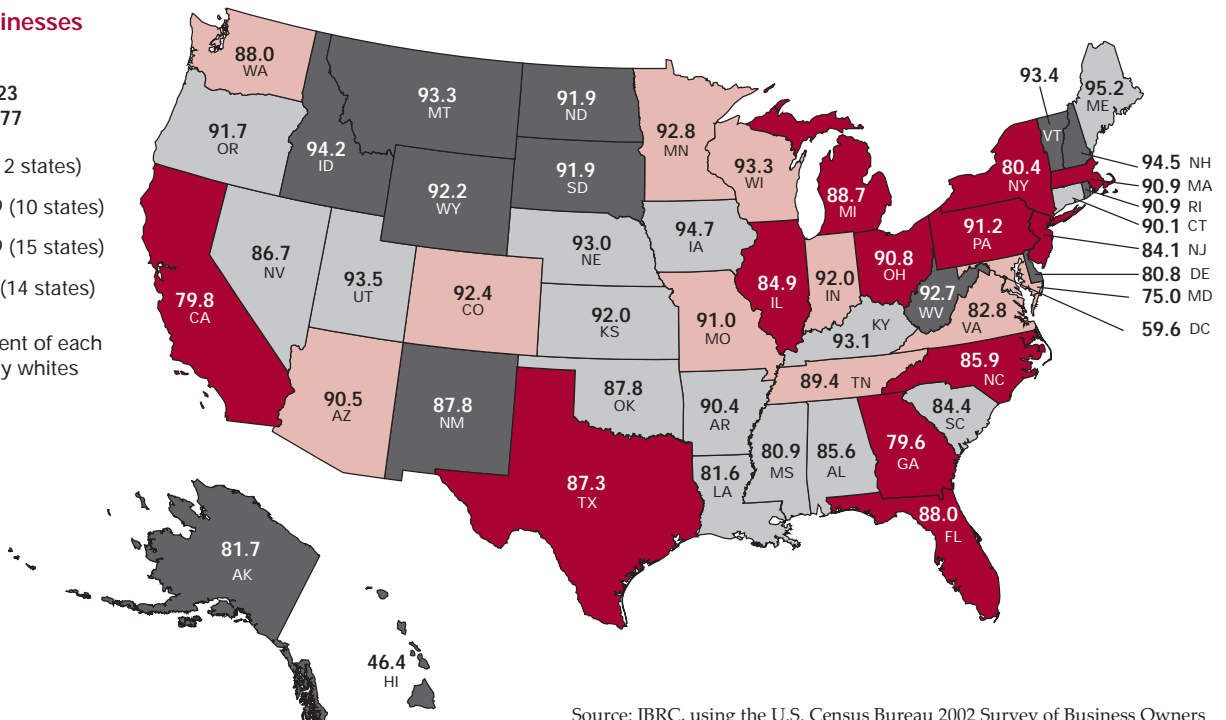 inesses
23
77
2 states)
9 (10 states)
9 (15 states)
(14 states)
ent of each
y whites
88.0
WA
91.7
OR
79.8
CA
86.7
NV
94.2
ID
93.3
MT
92.2
WY
93.5
UT
92.4
CO
90.5
AZ
87.8
NM
91.9
ND
91.9
SD
93.0
NE
92.0
KS
87.8
OK
87.3
TX
92.8
MN
94.7
IA
91.0
MO
90.4
AR
81.6
LA
93.3
WI
84.9
IL
88.7
MI
92.0
IN
90.8
OH
KY
93.1
89.4 TN
80.9
MS
85.6
AL
79.6
GA
88.0
FL
84.4
SC
85.9
NC
82.8
VA
92.7
WV
91.2
PA
80.4
NY
93.4
VT
95.2
ME
94.5 NH
90.9 MA
90.9 RI
90.1 CT
84.1 NJ
80.8 DE
75.0 MD
59.6 DC
81.7
AK
46.4
HI
Source: IBRC, using the U.S. Census Bureau 2002 Survey of Business Owners